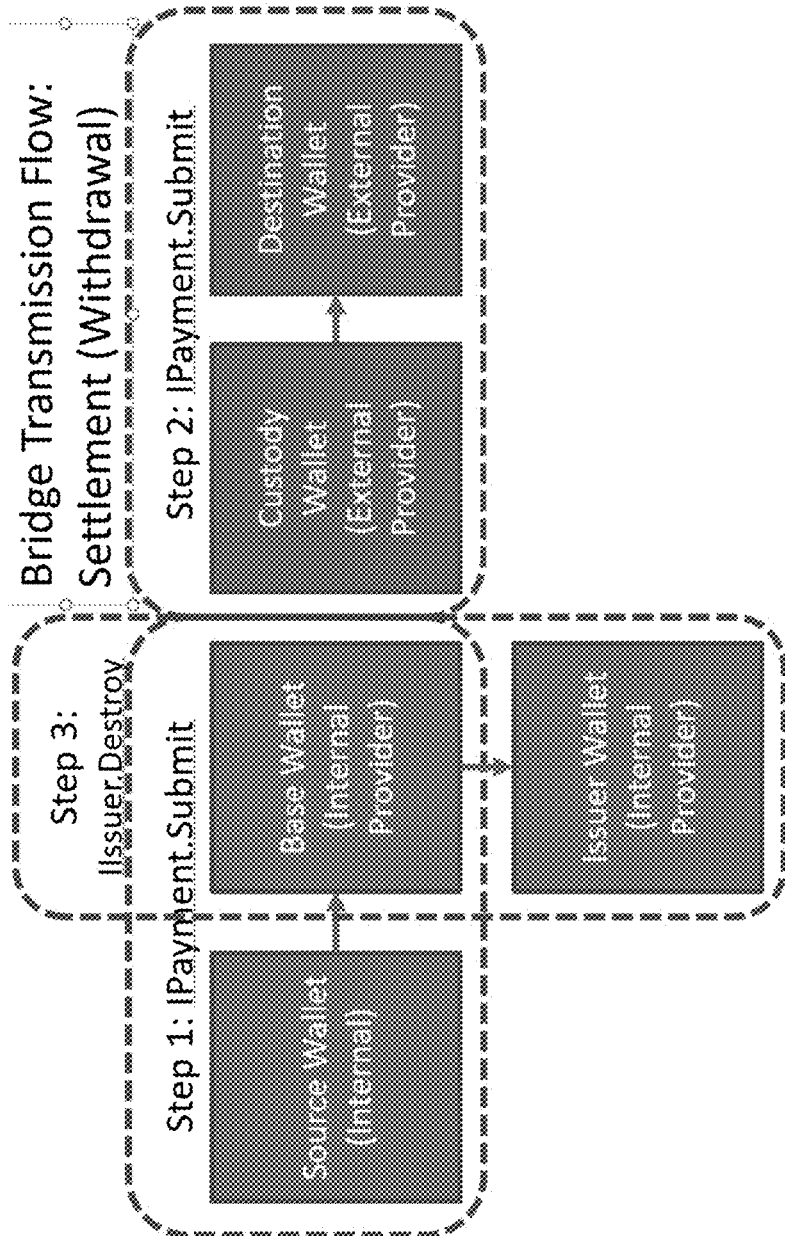 Bridge Transmission Flow:
Settlement (Withdrawal)
Step 3:
IIssuer.Destroy
Step 1: IPayment.Submit
Step 2: IPayment.Submit
Source Wallet
(Internal)
Base Wallet
(Internal
Provider)
Custody
Wallet
(External
Provider)
Destination
Wallet
(External
Provider)
Issuer Wallet
(Internal
Provider)